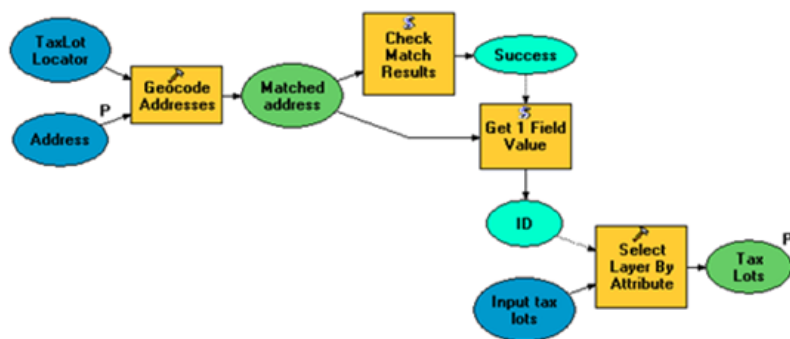 TaxLot
Locator
P
Address
Geocode
Addresses
Matched
address
Check
Match
Results
Success
Get 1 Field
Value
ID
Input tax
lots
Select
Layer By
Attribute
P
Tax
Lots